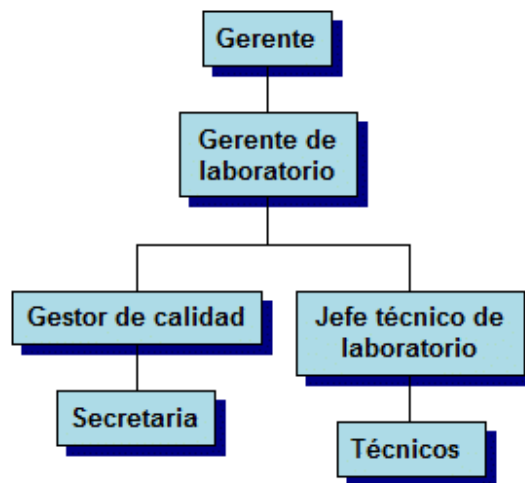 Gerente
Gerente de
laboratorio
Gestor de calidad
Jefe técnico de
laboratorio
Secretaria
Técnicos